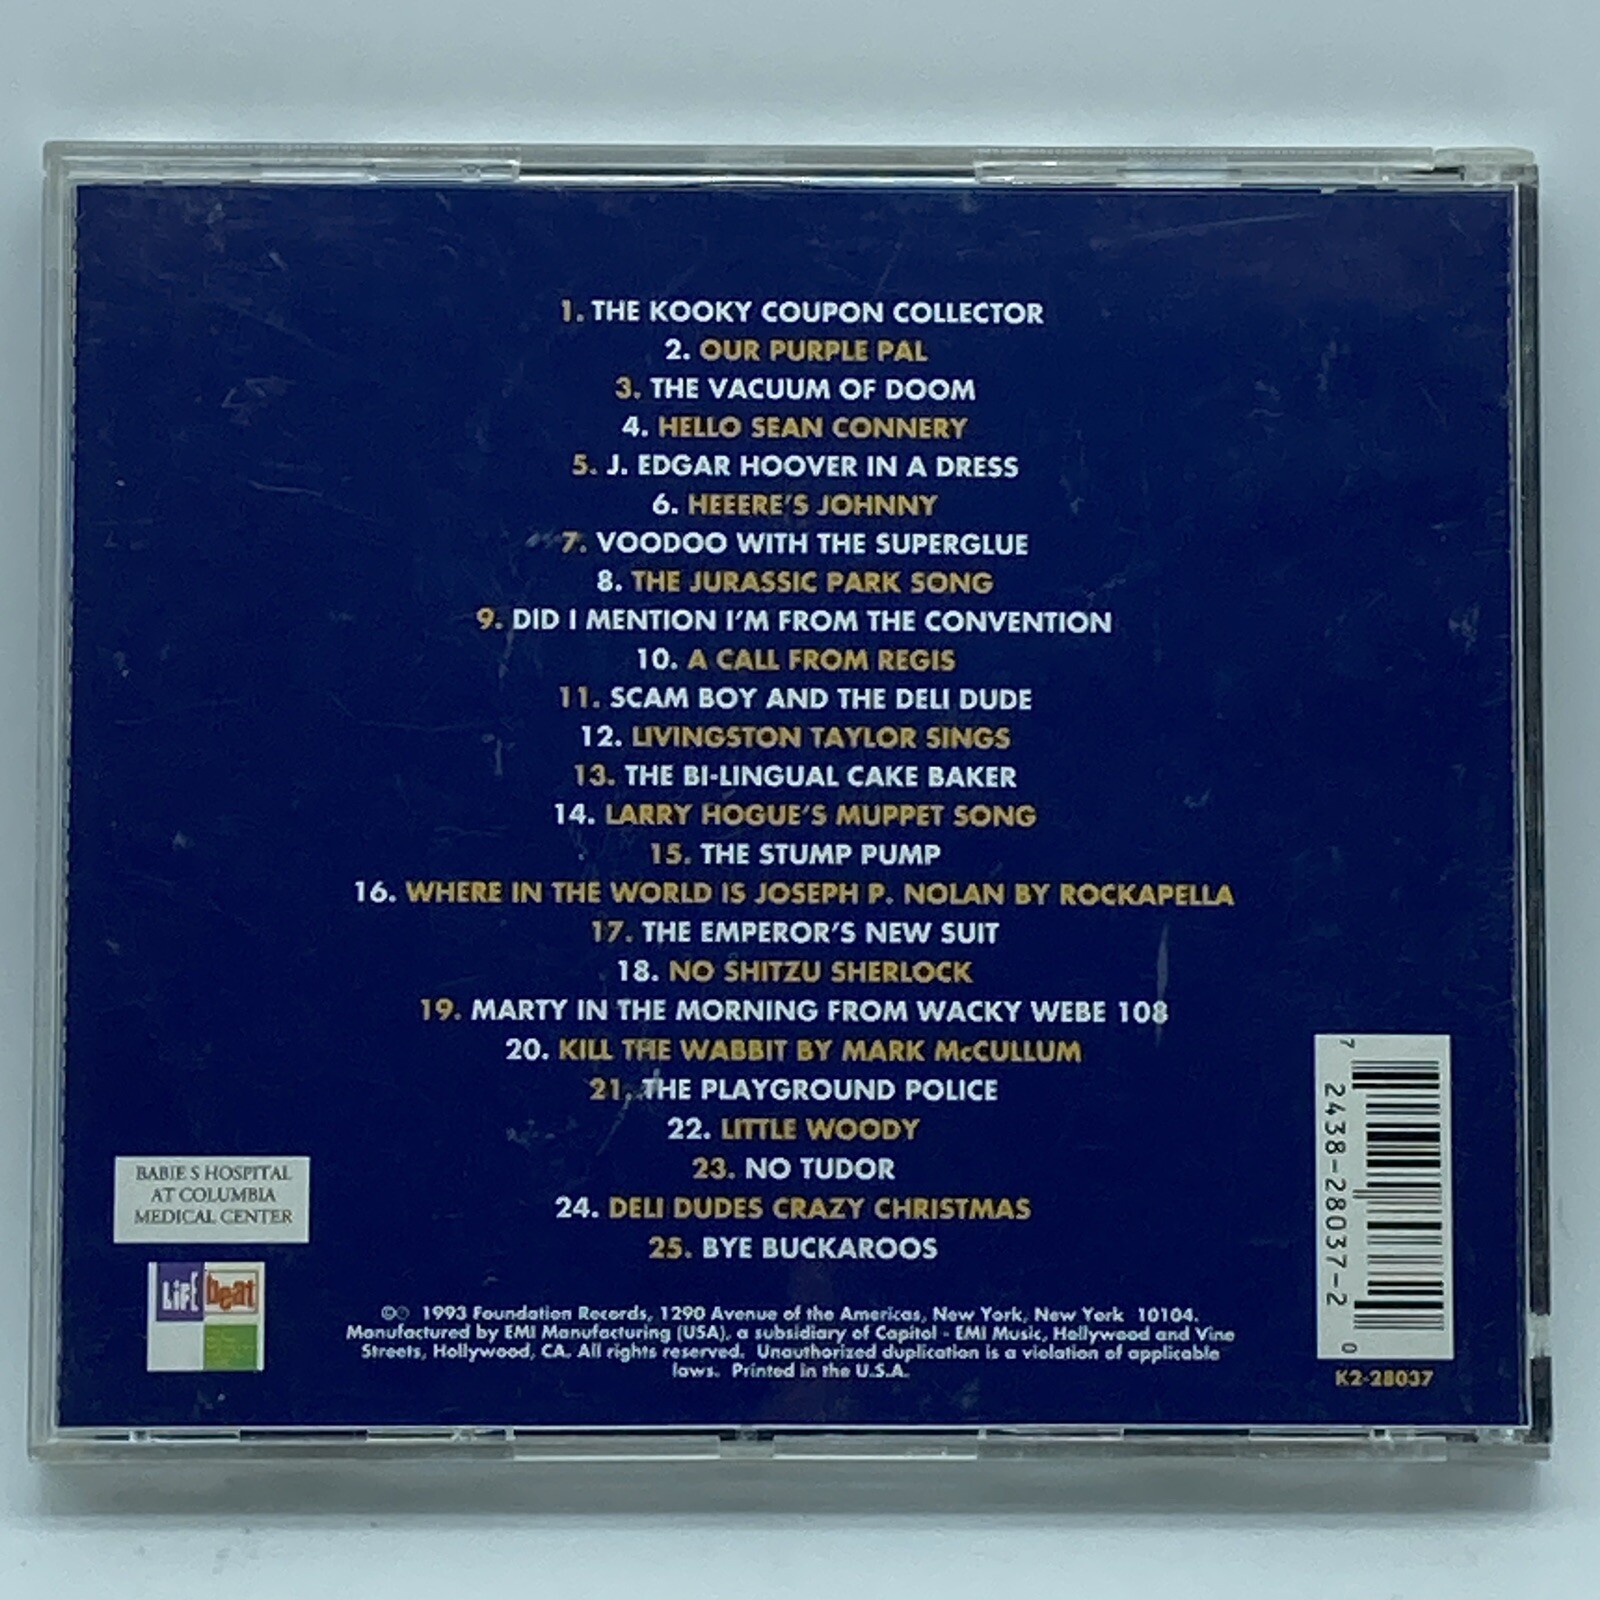 1. THE KOOKY COUPON COLLECTOR
2. OUR PURPLE PAL
3. THE VACUUM OF DOOM
4. HELLO SEAN CONNERY
5. J. EDGAR HOOVER IN A DRESS
6. HEEERE'S JOHNNY
7. VOODOO WITH THE SUPERGLUE
8. THE JURASSIC PARK SONG
9. DID I MENTION I'M FROM THE CONVENTION
10. A CALL FROM REGIS
11. SCAM BOY AND THE DELI DUDE
12. LIVINGSTON TAYLOR SINGS
13. THE BI-LINGUAL CAKE BAKER
14. LARRY HOGUE'S MUPPET SONG
15. THE STUMP PUMP
16. WHERE IN THE WORLD IS JOSEPH P. NOLAN BY ROCKAPELLA
17. THE EMPEROR'S NEW SUIT
18. NO SHITZU SHERLOCK
19. MARTY IN THE MORNING FROM WACKY WEBE 108
20. KILL THE WABBIT BY MARK McCULLUM
21. THE PLAYGROUND POLICE
22. LITTLE WOODY
23. NO TUDOR
24. DELI DUDES CRAZY CHRISTMAS
25. BYE BUCKAROOS
BABIE S HOSPITAL
AT COLUMBIA
MEDICAL CENTER
LIFE beat
©℗ 1993 Foundation Records, 1290 Avenue of the Americas, New York, New York 10104.
Manufactured by EMI Manufacturing (USA), a subsidiary of Capitol - EMI Music, Hollywood and Vine
Streets, Hollywood, CA. All rights reserved. Unauthorized duplication is a violation of applicable
laws. Printed in the U.S.A.
7 2438-28037-2 0
K2-28037